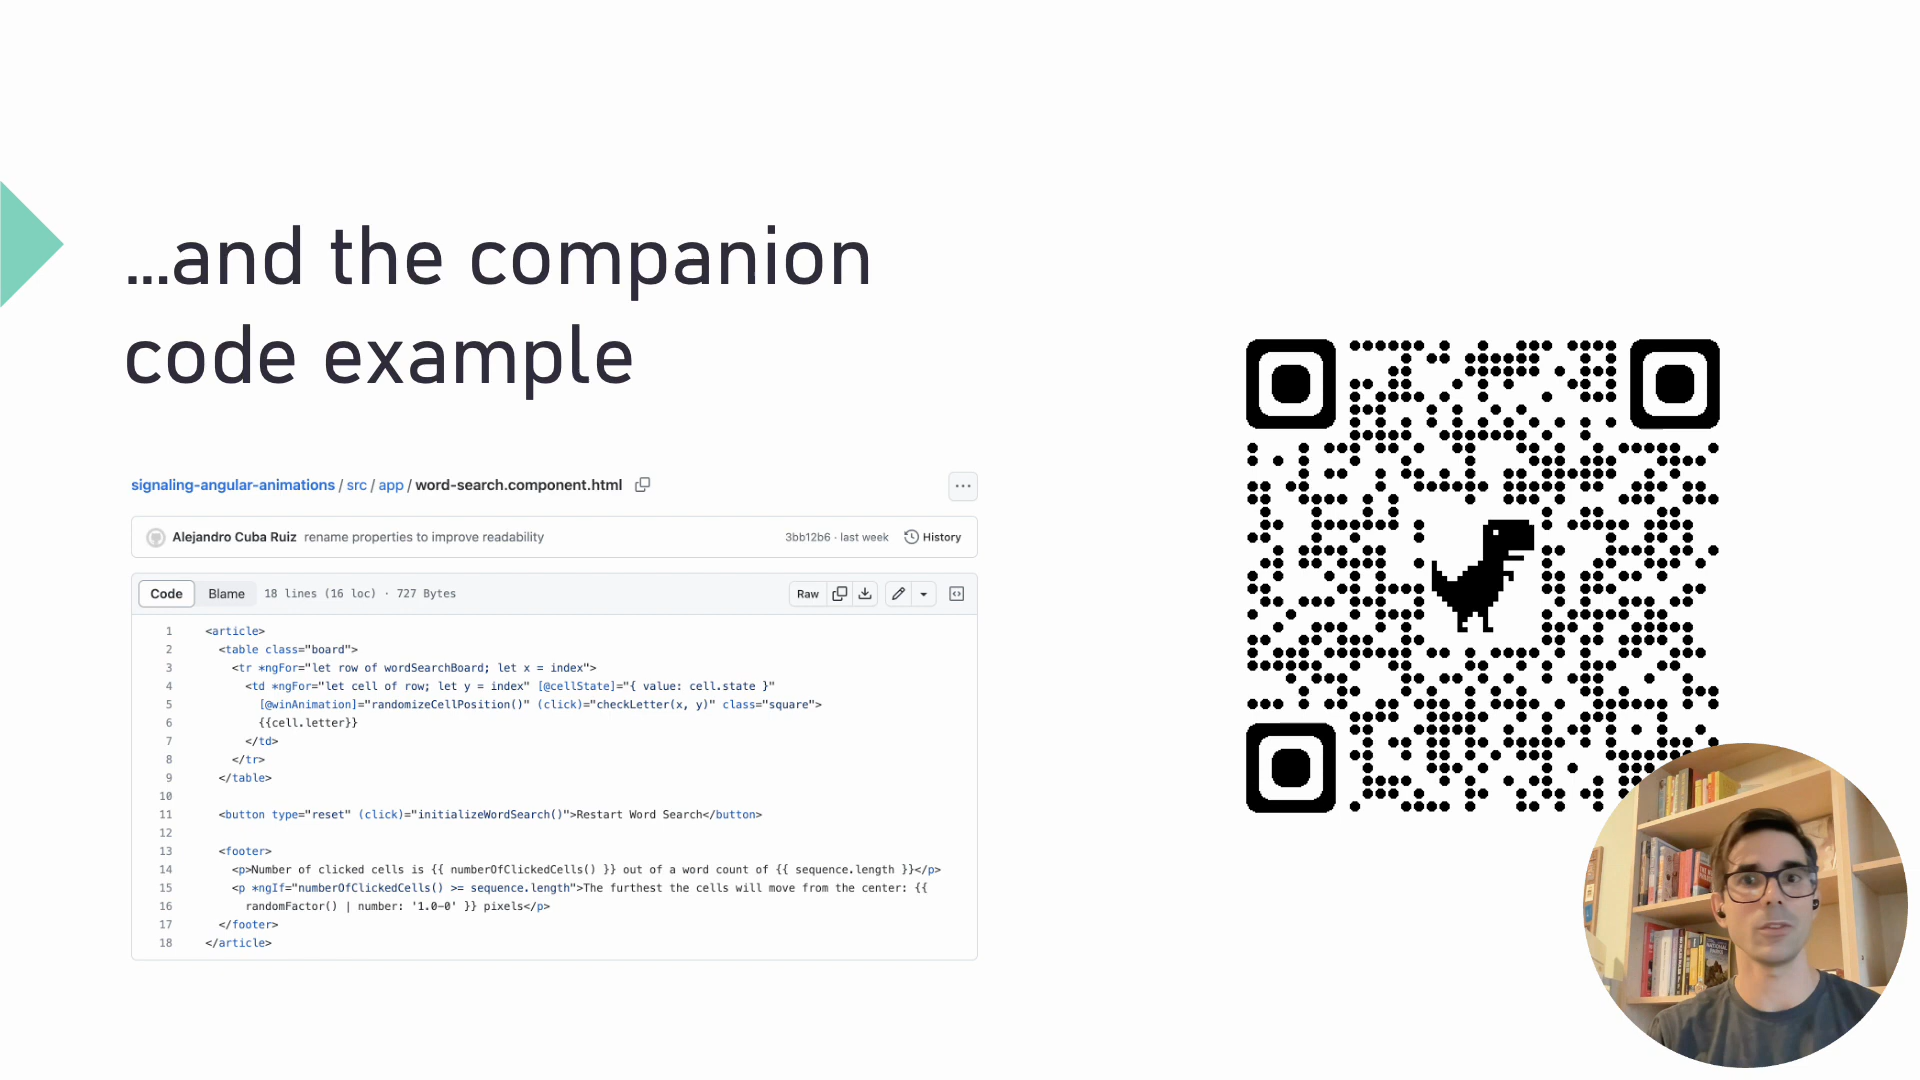 ...and the companion
code example
signaling-angular-animations / src / app / word-search.component.html
Alejandro Cuba Ruiz rename properties to improve readability 3bb12b6 · last week History
Code Blame 18 lines (16 loc) · 727 Bytes Raw
1 <article>
2 <table class="board">
3 <tr *ngFor="let row of wordSearchBoard; let x = index">
4 <td *ngFor="let cell of row; let y = index" [@cellState]="{ value: cell.state }"
5 [@winAnimation]="randomizeCellPosition()" (click)="checkLetter(x, y)" class="square">
6 {{cell.letter}}
7 </td>
8 </tr>
9 </table>
10
11 <button type="reset" (click)="initializeWordSearch()">Restart Word Search</button>
12
13 <footer>
14 <p>Number of clicked cells is {{ numberOfClickedCells() }} out of a word count of {{ sequence.length }}</p>
15 <p *ngIf="numberOfClickedCells() >= sequence.length">The furthest the cells will move from the center: {{
16 randomFactor() | number: '1.0-0' }} pixels</p>
17 </footer>
18 </article>